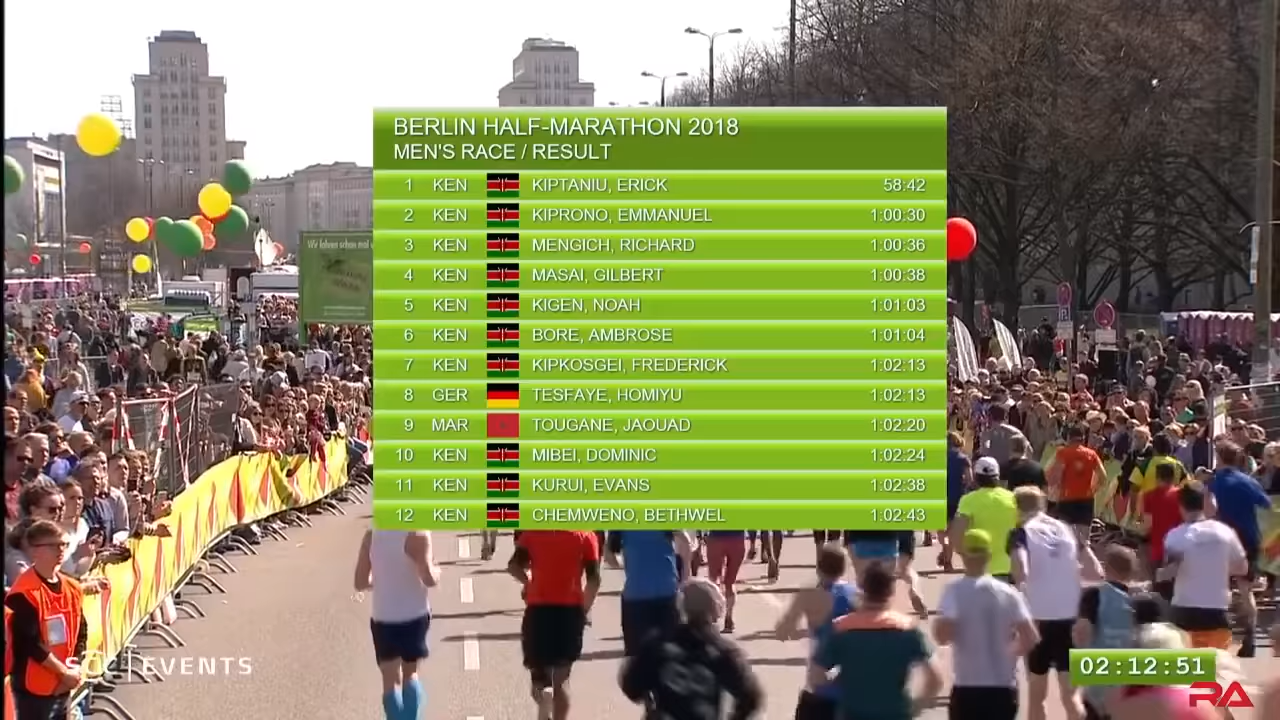 BERLIN HALF-MARATHON 2018
MEN'S RACE / RESULT
1 KEN KIPTANIU, ERICK 58:42
2 KEN KIPRONO, EMMANUEL 1:00:30
3 KEN MENGICH, RICHARD 1:00:36
4 KEN MASAI, GILBERT 1:00:38
5 KEN KIGEN, NOAH 1:01:03
6 KEN BORE, AMBROSE 1:01:04
7 KEN KIPKOSGEI, FREDERICK 1:02:13
8 GER TESFAYE, HOMIYU 1:02:13
9 MAR TOUGANE, JAOUAD 1:02:20
10 KEN MIBEI, DOMINIC 1:02:24
11 KEN KURUI, EVANS 1:02:38
12 KEN CHEMWENO, BETHWEL 1:02:43
Wir fahren schon mal
SCC EVENTS
02:12:51
RA